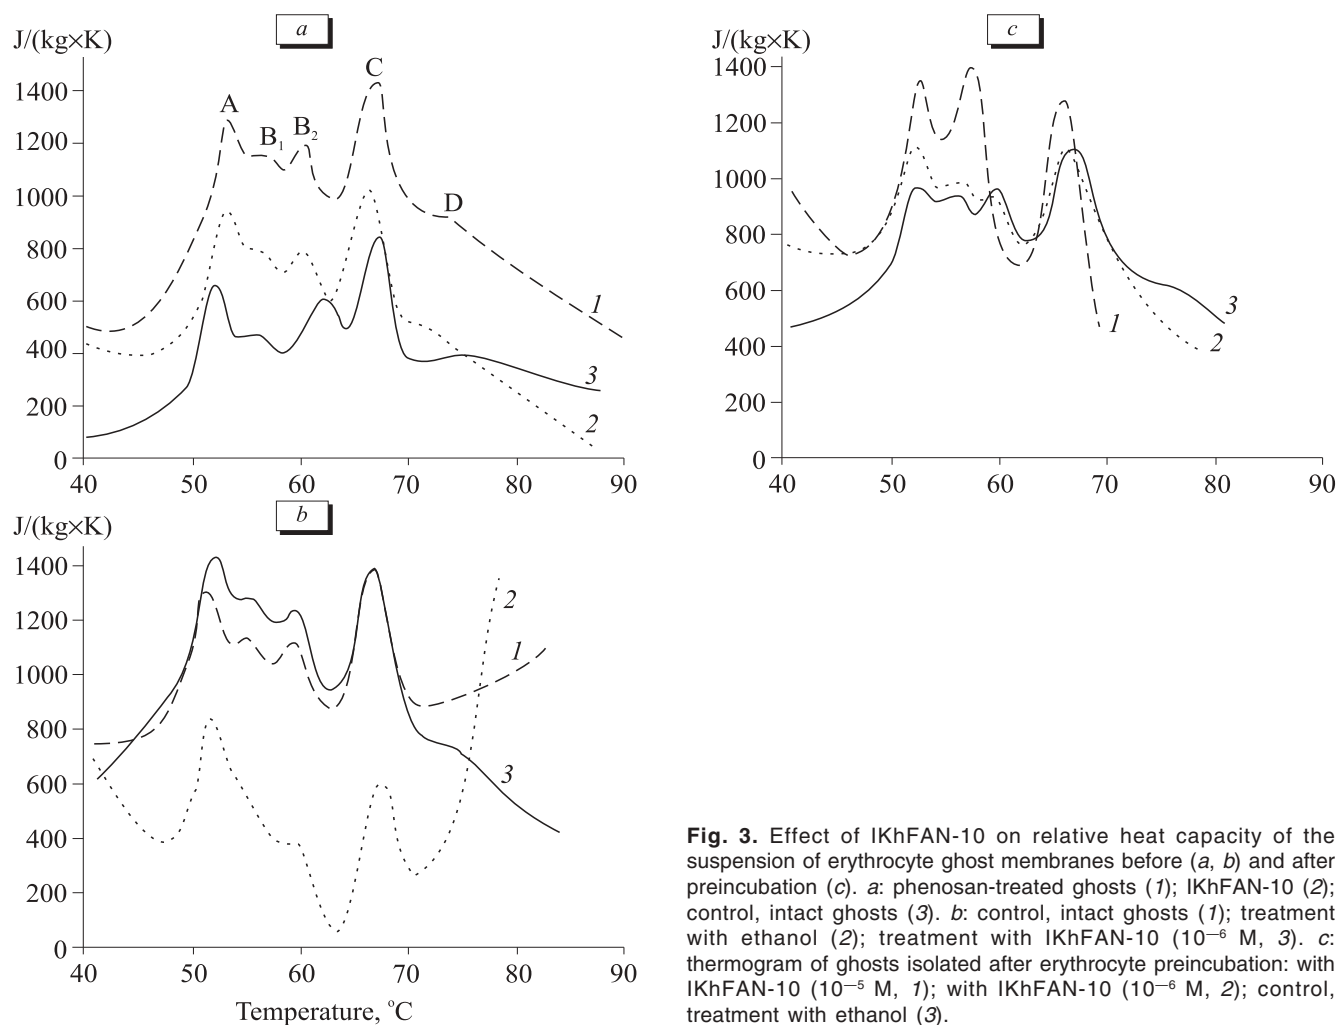 a
J/(kg×K)
1400
1200
1000
800
600
400
200
0
A
B1
B2
C
D
1
3
2
40 50 60 70 80 90
c
J/(kg×K)
1400
1200
1000
800
600
400
200
0
3
1
2
40 50 60 70 80 90
b
J/(kg×K)
1400
1200
1000
800
600
400
200
0
2
1
3
40 50 60 70 80 90
Temperature, °C
Fig. 3. Effect of IKhFAN-10 on relative heat capacity of the
suspension of erythrocyte ghost membranes before (a, b) and after
preincubation (c). a: phenosan-treated ghosts (1); IKhFAN-10 (2);
control, intact ghosts (3). b: control, intact ghosts (1); treatment
with ethanol (2); treatment with IKhFAN-10 (10⁻⁶ M, 3). c:
thermogram of ghosts isolated after erythrocyte preincubation: with
IKhFAN-10 (10⁻⁵ M, 1); with IKhFAN-10 (10⁻⁶ M, 2); control,
treatment with ethanol (3).